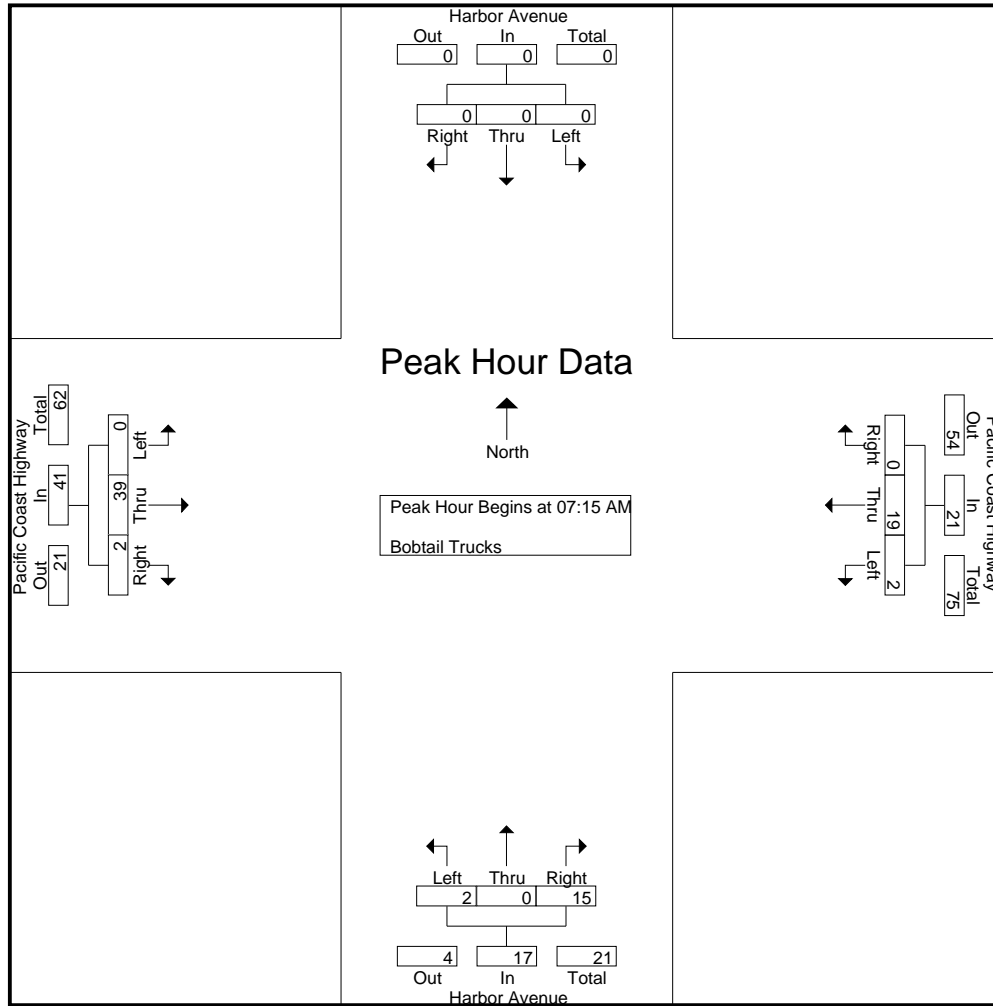 Harbor Avenue
Out In Total
0 0 0
0 0 0
Right Thru Left
Peak Hour Data
North
Peak Hour Begins at 07:15 AM
Bobtail Trucks
Pacific Coast Highway
Total In Out
62 41 21
0 39 2
Left Thru Right
Pacific Coast Highway
Out In Total
54 21 75
0 19 2
Right Thru Left
Left Thru Right
2 0 15
4 17 21
Out In Total
Harbor Avenue